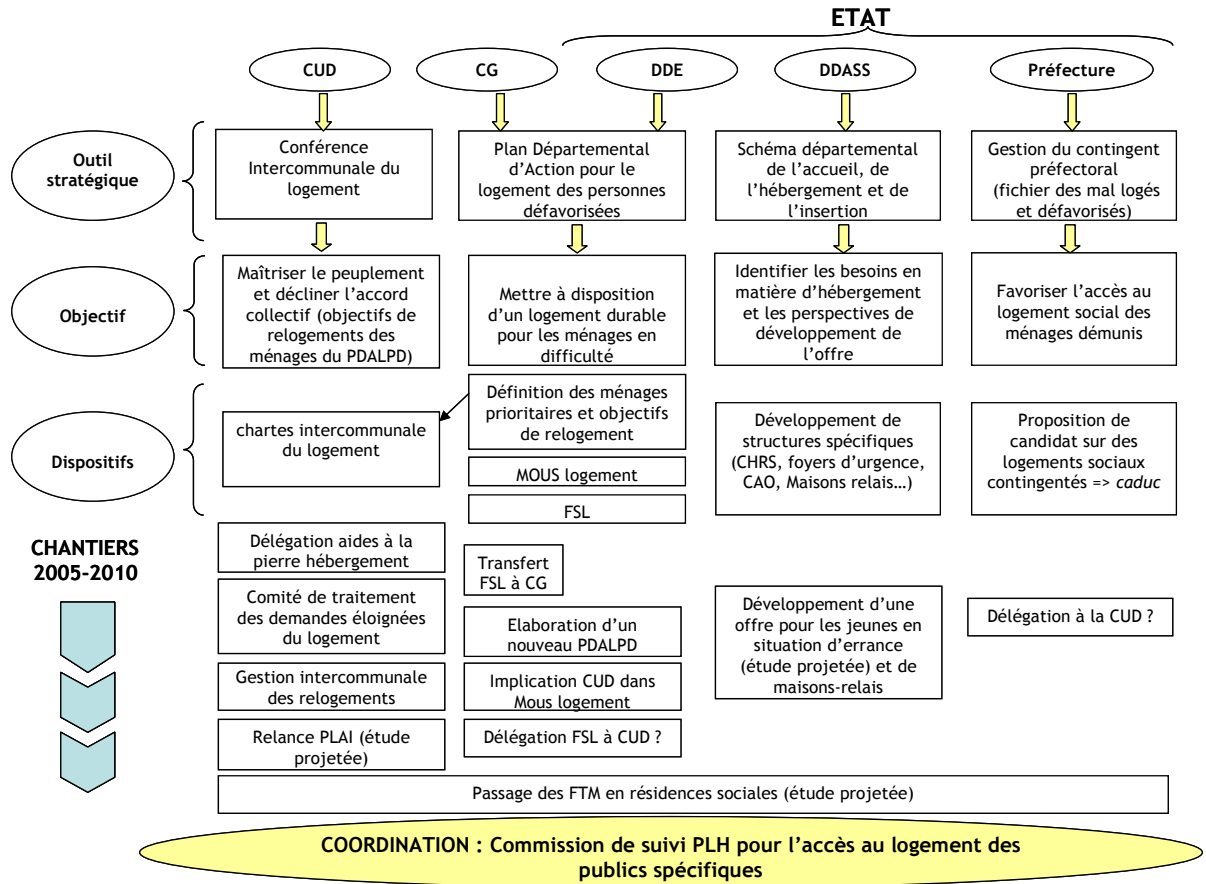 ETAT
CUD
CG
DDE
DDASS
Préfecture
Outil
stratégique
Conférence
Intercommunale du
logement
Plan Départemental
d’Action pour le
logement des personnes
défavorisées
Schéma départemental
de l’accueil, de
l’hébergement et de
l’insertion
Gestion du contingent
préfectoral
(fichier des mal logés
et défavorisés)
Objectif
Maîtriser le peuplement
et décliner l’accord
collectif (objectifs de
relogements des
ménages du PDALPD)
Mettre à disposition
d’un logement durable
pour les ménages en
difficulté
Identifier les besoins en
matière d’hébergement
et les perspectives de
développement de
l’offre
Favoriser l’accès au
logement social des
ménages démunis
Dispositifs
chartes intercommunale
du logement
Définition des ménages
prioritaires et objectifs
de relogement
MOUS logement
FSL
Développement de
structures spécifiques
(CHRS, foyers d’urgence,
CAO, Maisons relais…)
Proposition de
candidat sur des
logements sociaux
contingentés => caduc
CHANTIERS
2005-2010
Délégation aides à la
pierre hébergement
Comité de traitement
des demandes éloignées
du logement
Gestion intercommunale
des relogements
Relance PLAI (étude
projetée)
Transfert
FSL à CG
Elaboration d’un
nouveau PDALPD
Implication CUD dans
Mous logement
Délégation FSL à CUD ?
Développement d’une
offre pour les jeunes en
situation d’errance
(étude projetée) et de
maisons-relais
Délégation à la CUD ?
Passage des FTM en résidences sociales (étude projetée)
COORDINATION : Commission de suivi PLH pour l’accès au logement des
publics spécifiques